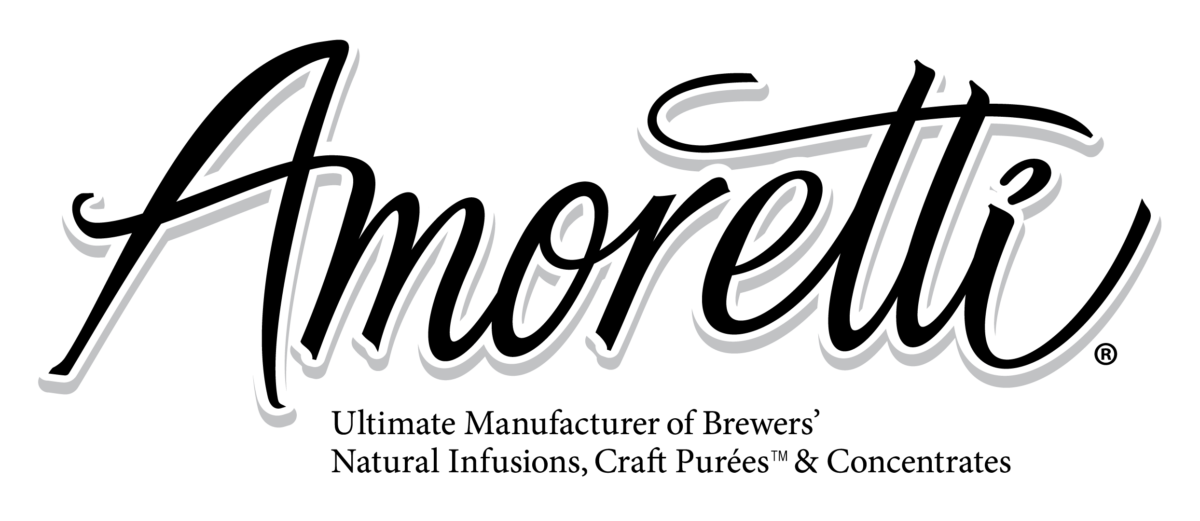 Amoretti®
Ultimate Manufacturer of Brewers’
Natural Infusions, Craft Purées™ & Concentrates